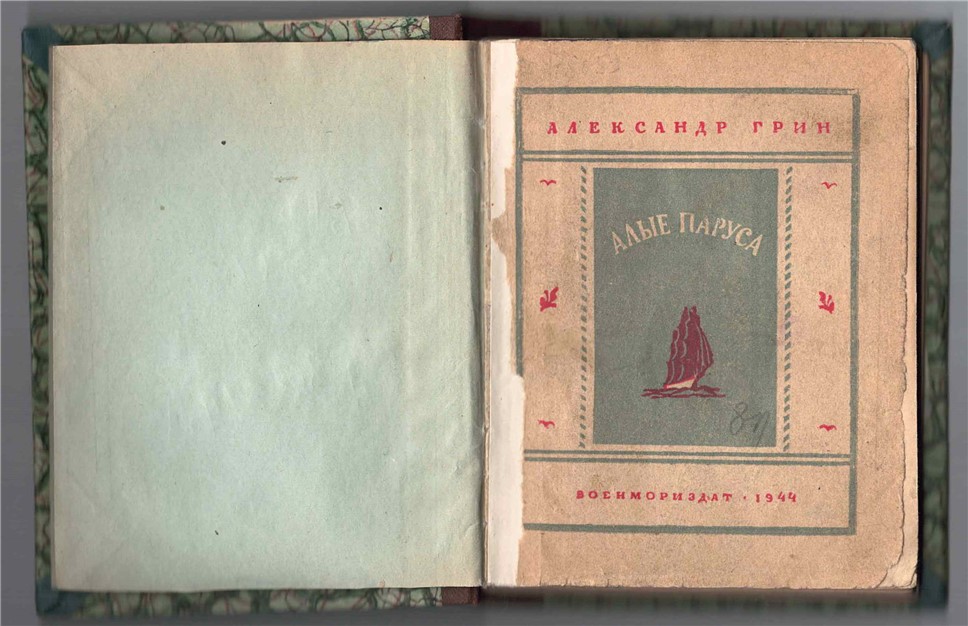 АЛЕКСАНДР ГРИН
АЛЫЕ ПАРУСА
ВОЕНМОРИЗДАТ · 1944